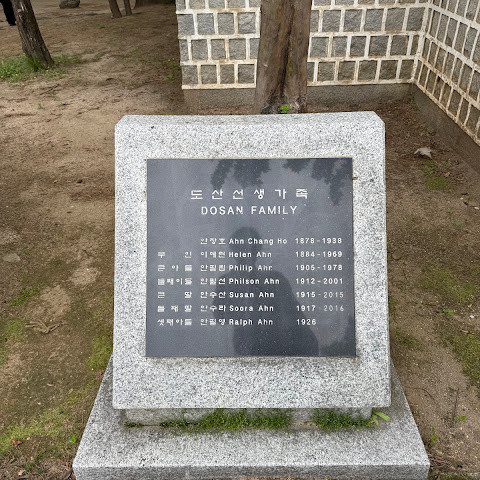 도산선생가족
DOSAN FAMILY
안창호 Ahn Chang Ho 1878 - 1938
부 인 이혜련 Helen Ahn 1884 - 1969
큰 아 들 안필립 Philip Ahn 1905 - 1978
둘째아들 안필선 Philson Ahn 1912 - 2001
큰 딸 안수산 Susan Ahn 1915 - 2015
둘 째 딸 안수라 Soora Ahn 1917 - 2016
셋째아들 안필영 Ralph Ahn 1926